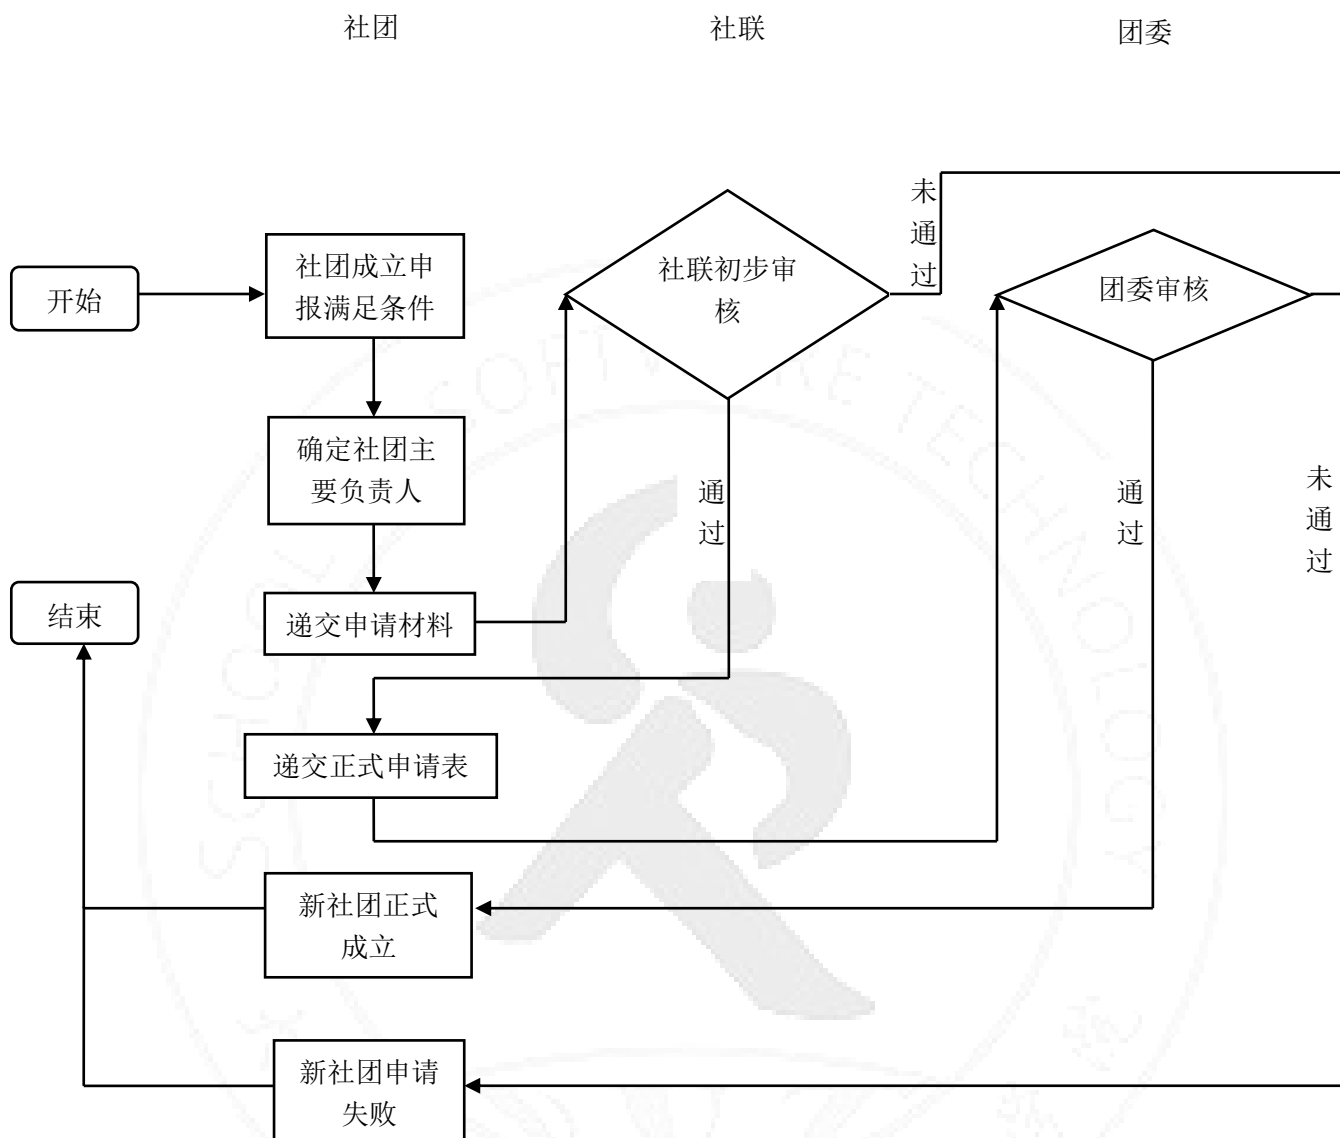 社团
社联
团委
未
通
过
社团成立申
报满足条件
社联初步审
核
团委审核
开始
确定社团主
要负责人
通
过
通
过
未
通
过
结束
递交申请材料
递交正式申请表
新社团正式
成立
新社团申请
失败
SCHOOL
SOFTWARE TECHNOLOGY